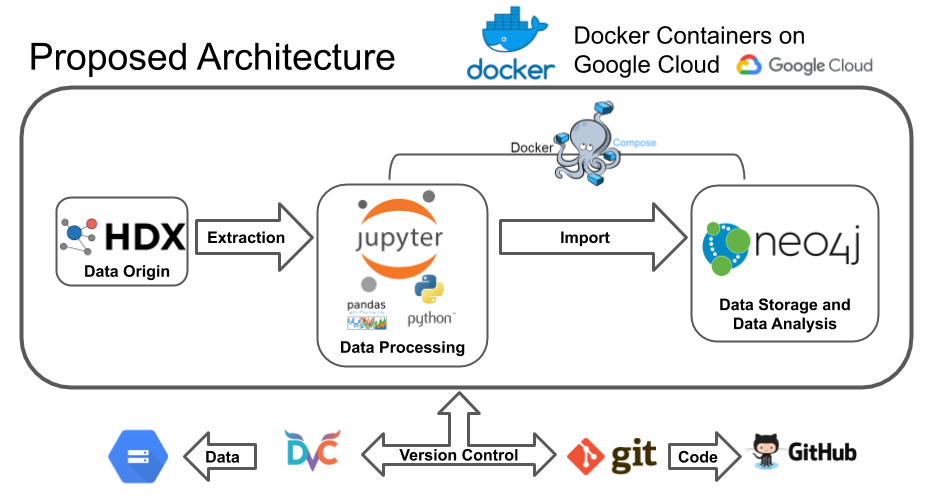 Proposed Architecture
docker
Docker Containers on
Google Cloud
Google Cloud
Docker
Compose
HDX
Data Origin
Extraction
jupyter
pandas
python™
Data Processing
Import
neo4j
Data Storage and
Data Analysis
Data
DVC
Version Control
git
Code
GitHub